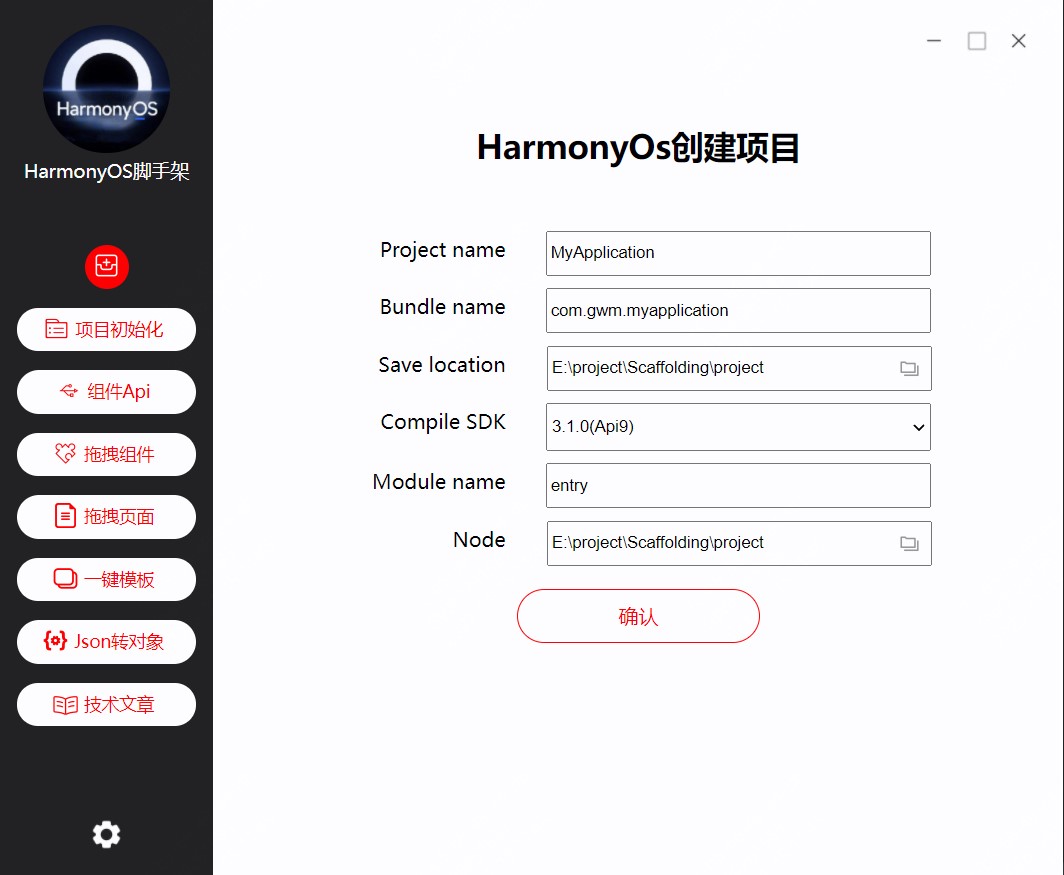 HarmonyOS
HarmonyOS脚手架
项目初始化
组件Api
拖拽组件
拖拽页面
一键模板
Json转对象
技术文章
HarmonyOs创建项目
Project name
MyApplication
Bundle name
com.gwm.myapplication
Save location
E:\project\Scaffolding\project
Compile SDK
3.1.0(Api9)
Module name
entry
Node
E:\project\Scaffolding\project
确认